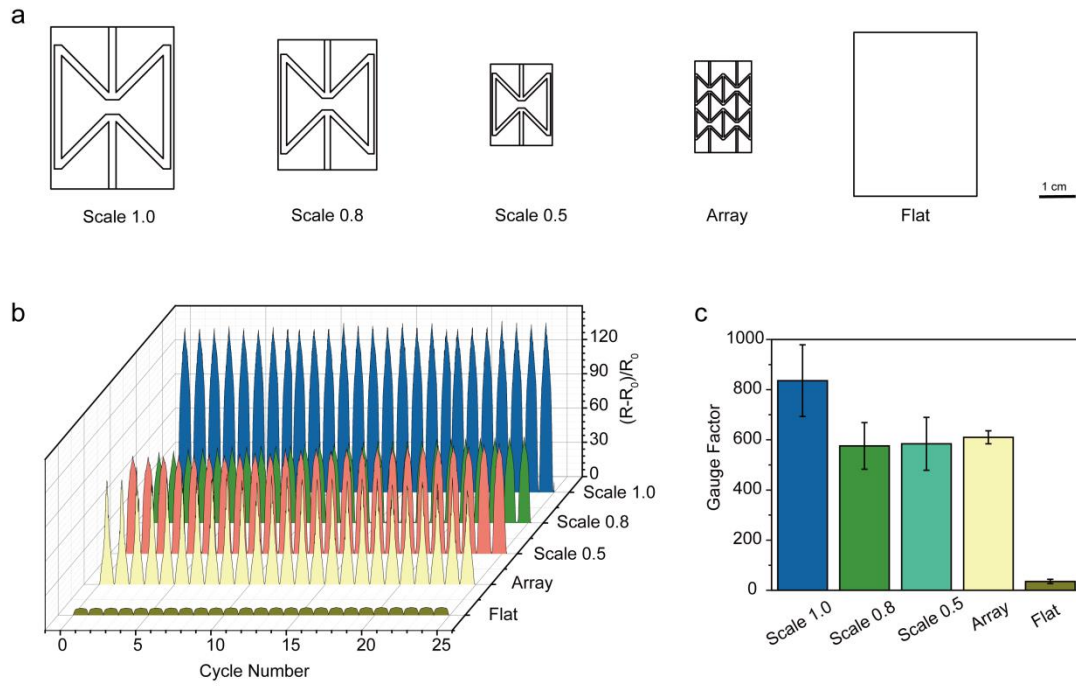 a
Scale 1.0
Scale 0.8
Scale 0.5
Array
Flat
1 cm
b
120
90
60
30
0
(R-R₀)/R₀
Scale 1.0
Scale 0.8
Scale 0.5
Array
Flat
0 5 10 15 20 25
Cycle Number
c
1000
800
600
400
200
0
Gauge Factor
Scale 1.0
Scale 0.8
Scale 0.5
Array
Flat